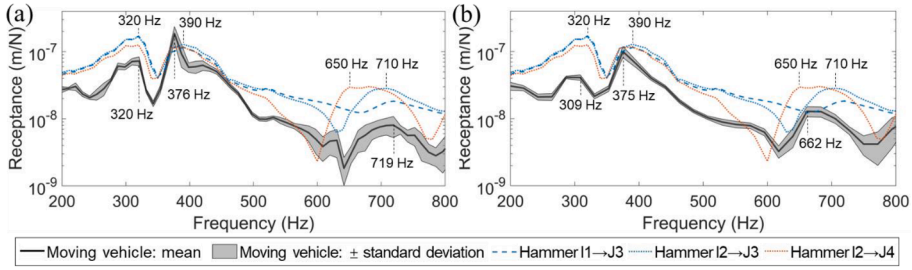 (a)
320 Hz
390 Hz
650 Hz
710 Hz
320 Hz
376 Hz
719 Hz
Receptance (m/N)
10-7
10-8
10-9
200 300 400 500 600 700 800
Frequency (Hz)
(b)
320 Hz
390 Hz
650 Hz
710 Hz
309 Hz
375 Hz
662 Hz
Receptance (m/N)
10-7
10-8
10-9
200 300 400 500 600 700 800
Frequency (Hz)
Moving vehicle: mean
Moving vehicle: ± standard deviation
Hammer I1→J3
Hammer I2→J3
Hammer I2→J4